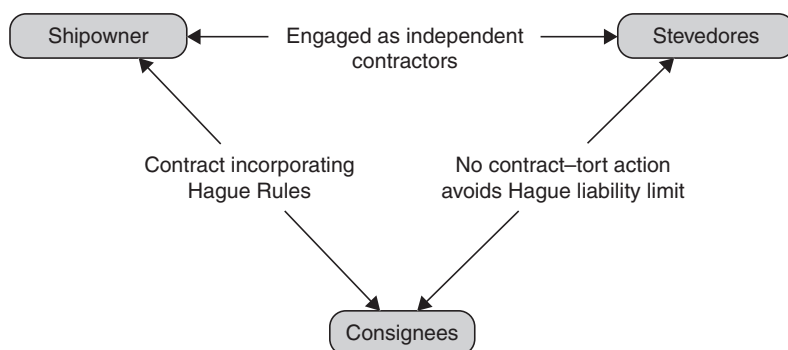 Shipowner
Engaged as independent
contractors
Stevedores
Contract incorporating
Hague Rules
No contract–tort action
avoids Hague liability limit
Consignees